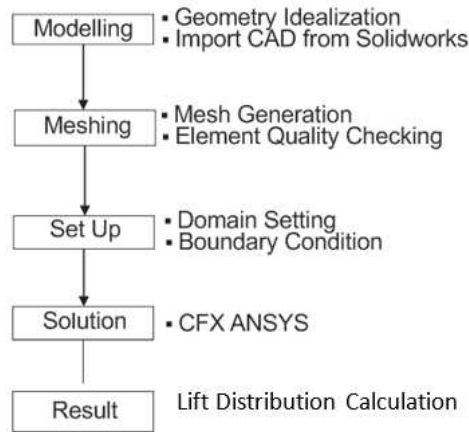 Modelling
▪ Geometry Idealization
▪ Import CAD from Solidworks
Meshing
▪ Mesh Generation
▪ Element Quality Checking
Set Up
▪ Domain Setting
▪ Boundary Condition
Solution
▪ CFX ANSYS
Result
Lift Distribution Calculation